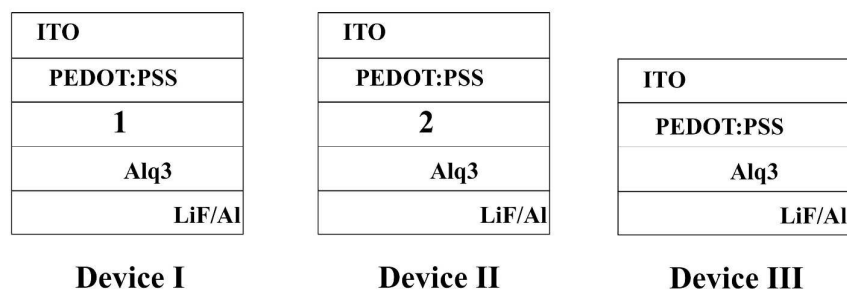 ITO
PEDOT:PSS
1
Alq3
LiF/Al
Device I
ITO
PEDOT:PSS
2
Alq3
LiF/Al
Device II
ITO
PEDOT:PSS
Alq3
LiF/Al
Device III